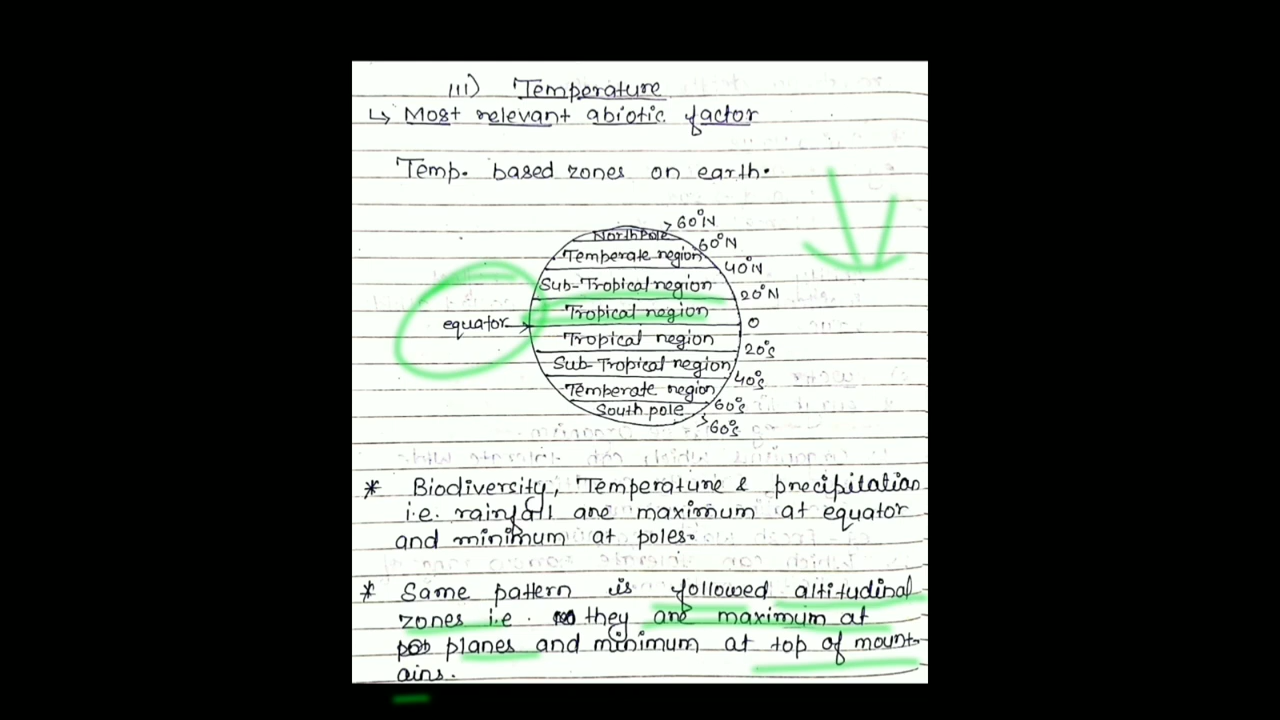 III) Temperature
↳ Most relevant abiotic factor
Temp. based zones on earth.
>60°N
North Pole
60°N
Temperate region
40°N
Sub-Tropical region
20°N
Tropical region
equator→
0
Tropical region
20°S
Sub-Tropical region
40°S
Temperate region
60°S
South pole
>60°S
* Biodiversity, Temperature & precipitation
i.e. rainfall are maximum at equator
and minimum at poles.
* Same pattern is followed altitudinal
zones i.e. they are maximum at
planes and minimum at top of mount-
ains.